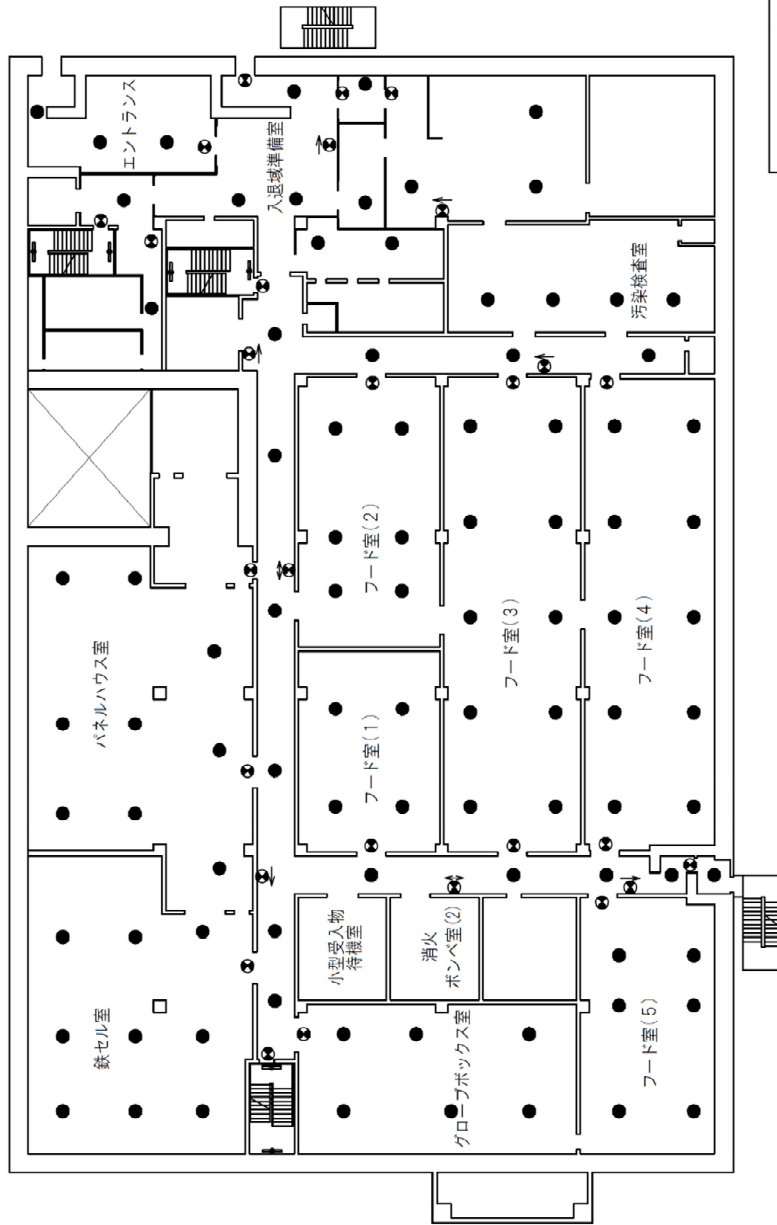 鉄セル室
パネルハウス室
エントランス
入退域準備室
小型受入物
待機室
消火
ボンベ室(2)
グローブボックス室
フード室(1)
フード室(2)
フード室(3)
フード室(4)
フード室(5)
汚染検査室